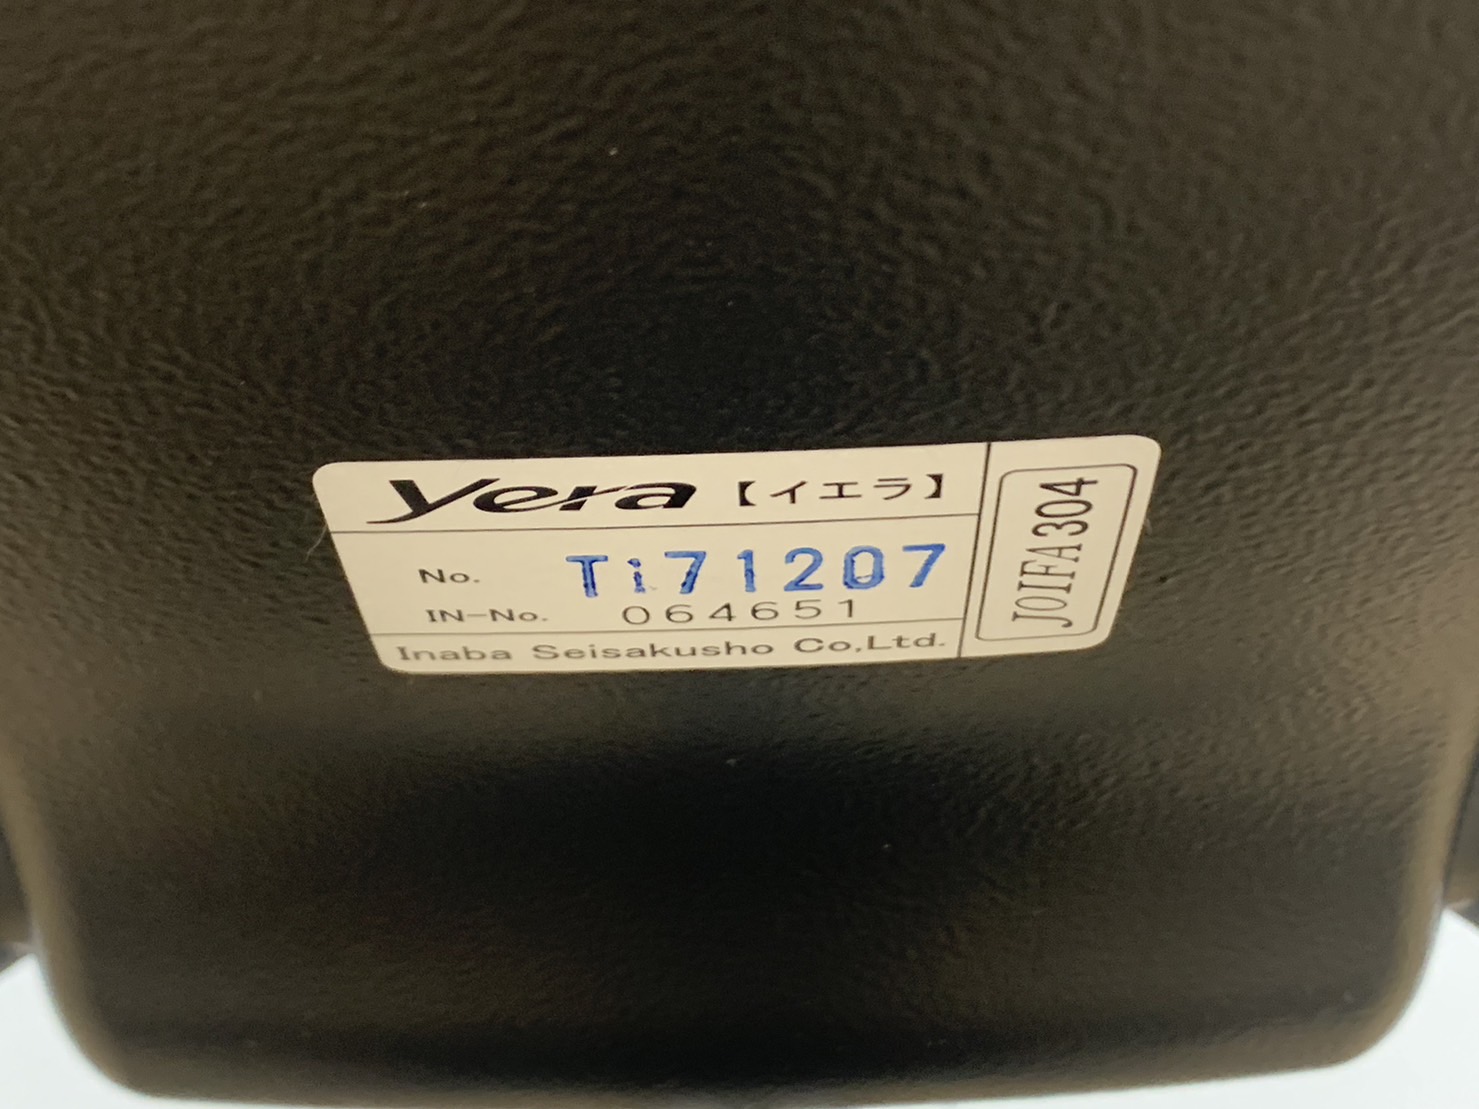 yera【イエラ】
No. Ti71207
IN-No. 064651
Inaba Seisakusho Co,Ltd.
JOIFA304